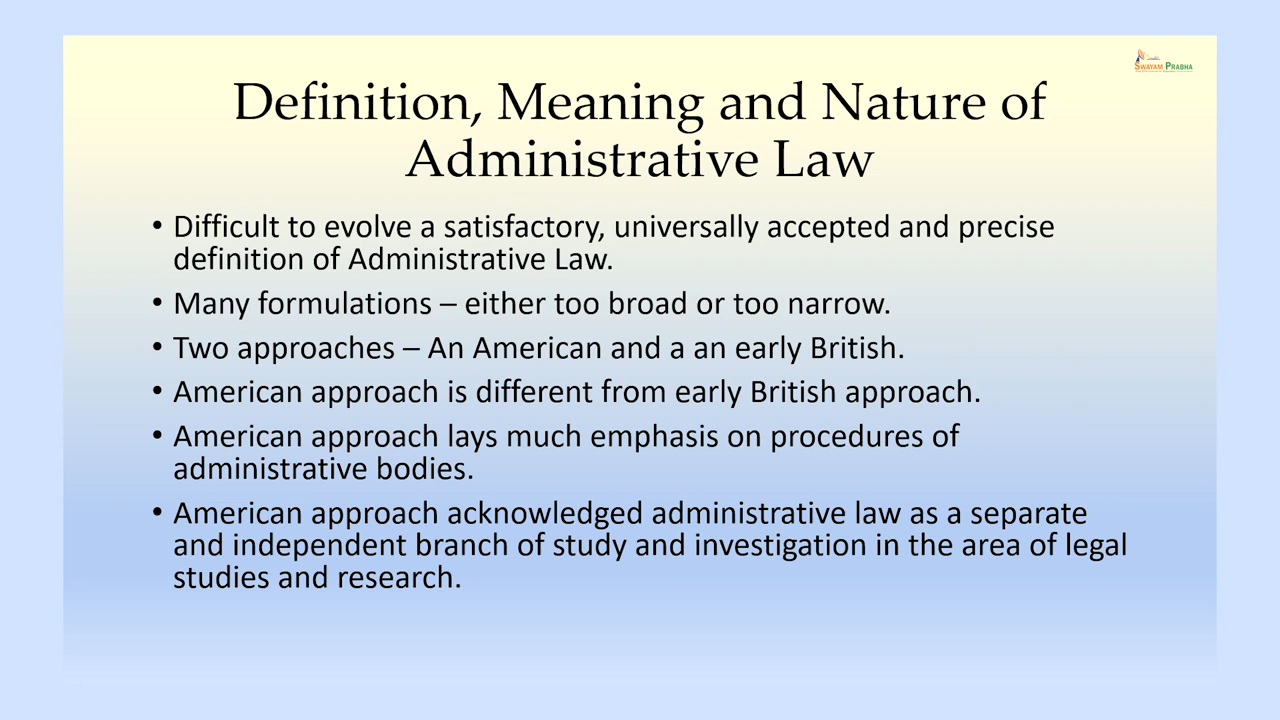 SWAYAM PRABHA
Definition, Meaning and Nature of
Administrative Law
• Difficult to evolve a satisfactory, universally accepted and precise
definition of Administrative Law.
• Many formulations – either too broad or too narrow.
• Two approaches – An American and a an early British.
• American approach is different from early British approach.
• American approach lays much emphasis on procedures of
administrative bodies.
• American approach acknowledged administrative law as a separate
and independent branch of study and investigation in the area of legal
studies and research.